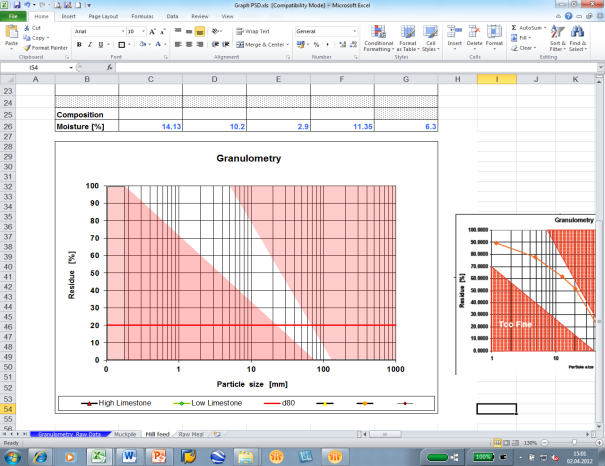 Graph PSD.xls [Compatibility Mode] - Microsoft Excel
File Home Insert Page Layout Formulas Data Review View
Cut
Copy
Format Painter
Paste
Clipboard
Arial 10
Font
Wrap Text
Merge & Center
Alignment
General
Number
Conditional Formatting
Format as Table
Cell Styles
Styles
Insert Delete Format
Cells
AutoSum
Fill
Clear
Sort & Filter
Find & Select
Editing
I54 fx
A B C D E F G H I J K
23
24
25 Composition
26 Moisture [%] 14.13 10.2 2.9 11.35 6.3
27
28
29
30
31
32
33
34
35
36
37
38
39
40
41
42
43
44
45
46
47
48
49
50
51
52
53
54
55
56
Granulometry
Residue [%]
100
90
80
70
60
50
40
30
20
10
0
0 1 10 100 1000
Particle size [mm]
High Limestone Low Limestone d80
Granulometry
Residue [%]
100.0000
90.0000
80.0000
70.0000
60.0000
50.0000
40.0000
30.0000
20.0000
10.0000
0.0000
Too Fine
1 10
Particle size
Granulometry Raw Data Muckpile Mill feed Raw Meal
Ready 130%
100%
15:01
02.04.2012